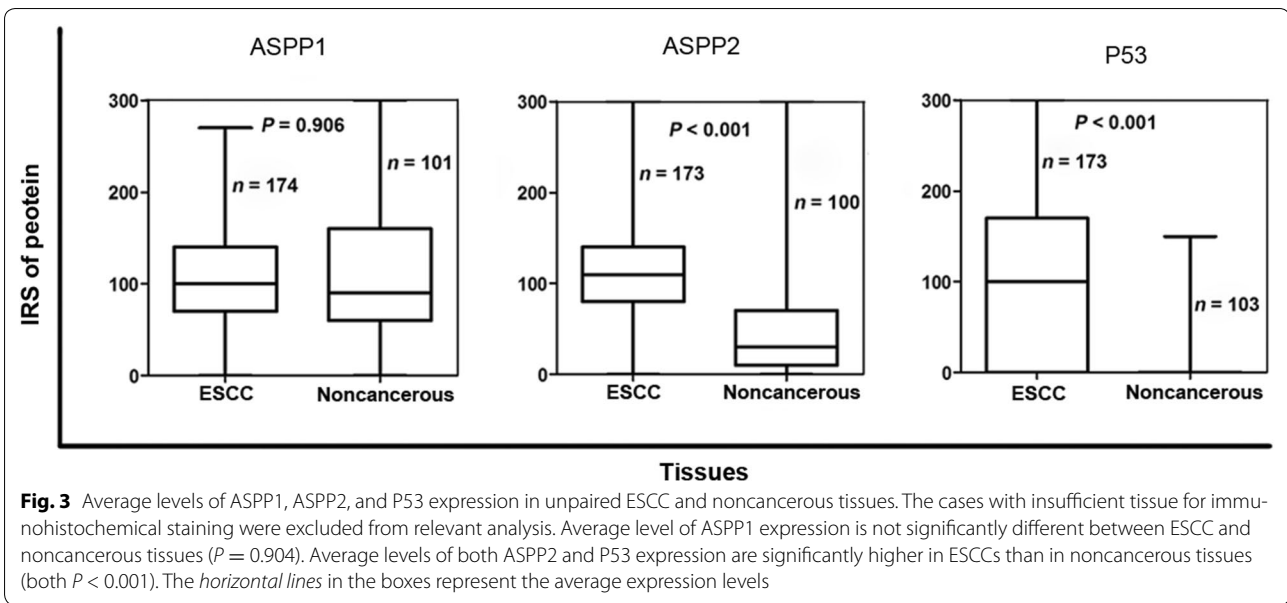 ASPP1
ASPP2
P53
IRS of peotein
300
200
100
0
P = 0.906
n = 174
n = 101
ESCC
Noncancerous
300
200
100
0
P < 0.001
n = 173
n = 100
ESCC
Noncancerous
300
200
100
0
P < 0.001
n = 173
n = 103
ESCC
Noncancerous
Tissues
Fig. 3 Average levels of ASPP1, ASPP2, and P53 expression in unpaired ESCC and noncancerous tissues. The cases with insufficient tissue for immu-
nohistochemical staining were excluded from relevant analysis. Average level of ASPP1 expression is not significantly different between ESCC and
noncancerous tissues (P = 0.904). Average levels of both ASPP2 and P53 expression are significantly higher in ESCCs than in noncancerous tissues
(both P < 0.001). The horizontal lines in the boxes represent the average expression levels